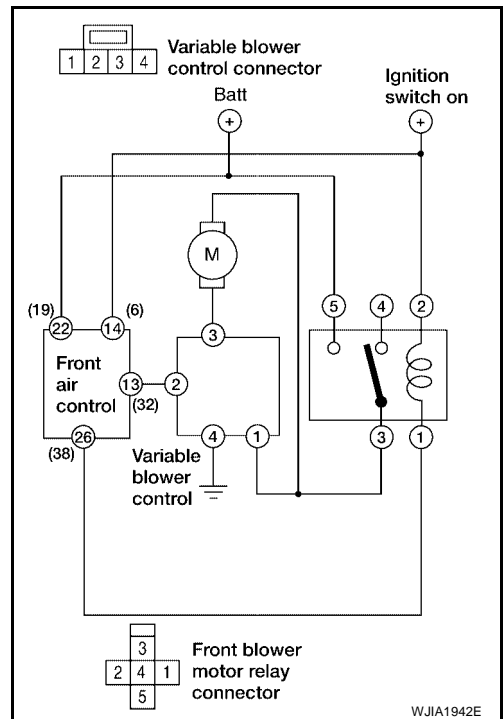 Variable blower
control connector
1 2 3 4
Ignition
switch on
Batt
+ +
M
5 4 2
3
(19) (6)
22 14
Front
air
control
13 2
(32)
26
(38)
4 1
3 1
Variable
blower
control
3
2 4 1
5
Front blower
motor relay
connector
WJIA1942E